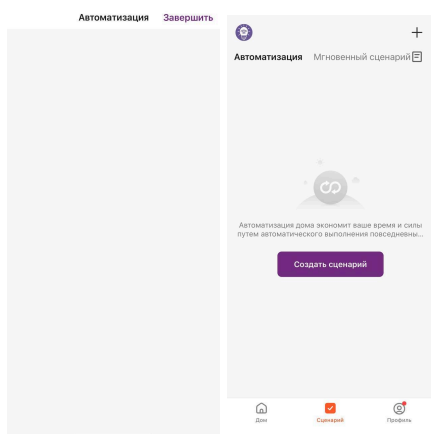 Автоматизация Завершить
Автоматизация Мгновенный сценарий
Автоматизация дома экономит ваше время и силы
путем автоматического выполнения повседневны...
Создать сценарий
Дом Сценарий Профиль